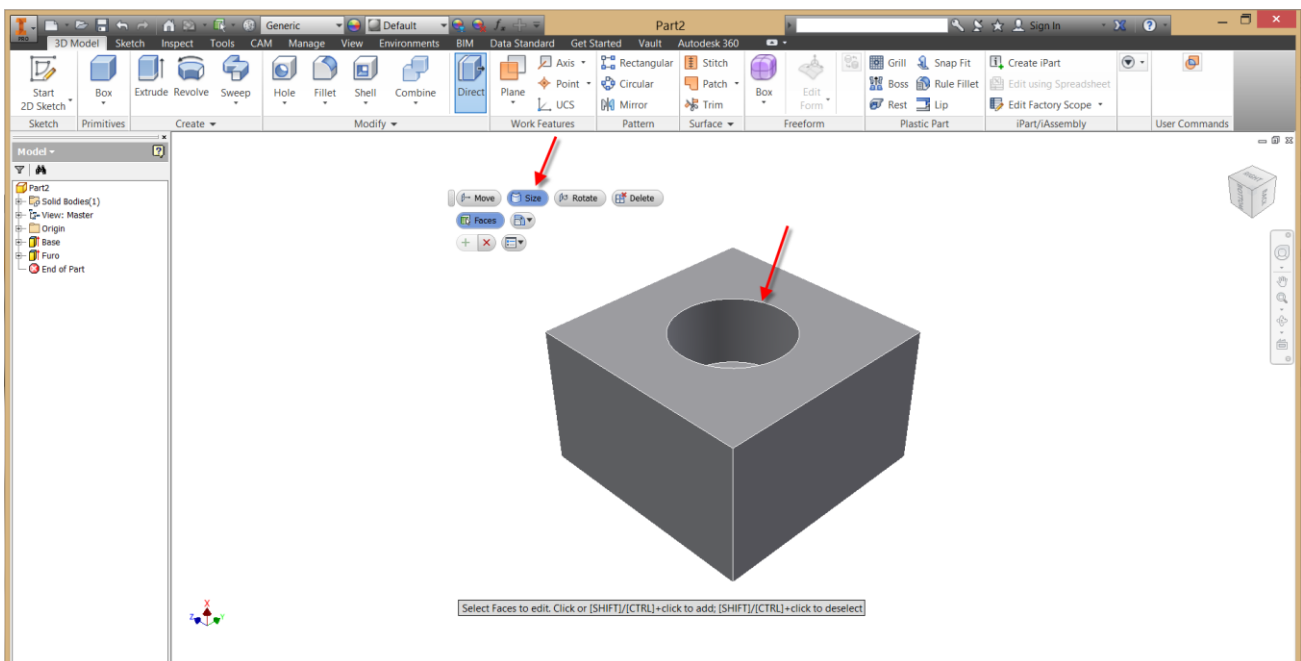 PRO
Generic
Default
Part2
Sign In
3D Model Sketch Inspect Tools CAM Manage View Environments BIM Data Standard Get Started Vault Autodesk 360
Start
2D Sketch
Box
Extrude
Revolve
Sweep
Hole
Fillet
Shell
Combine
Direct
Plane
Axis
Point
UCS
Rectangular
Circular
Mirror
Stitch
Patch
Trim
Box
Edit
Form
Grill
Snap Fit
Boss
Rule Fillet
Rest
Lip
Create iPart
Edit using Spreadsheet
Edit Factory Scope
Sketch Primitives Create Modify Work Features Pattern Surface Freeform Plastic Part iPart/iAssembly User Commands
Model
Part2
Solid Bodies(1)
View: Master
Origin
Base
Furo
End of Part
Move Size Rotate Delete
Faces
Select Faces to edit. Click or [SHIFT]/[CTRL]+click to add; [SHIFT]/[CTRL]+click to deselect
X
Z
Y